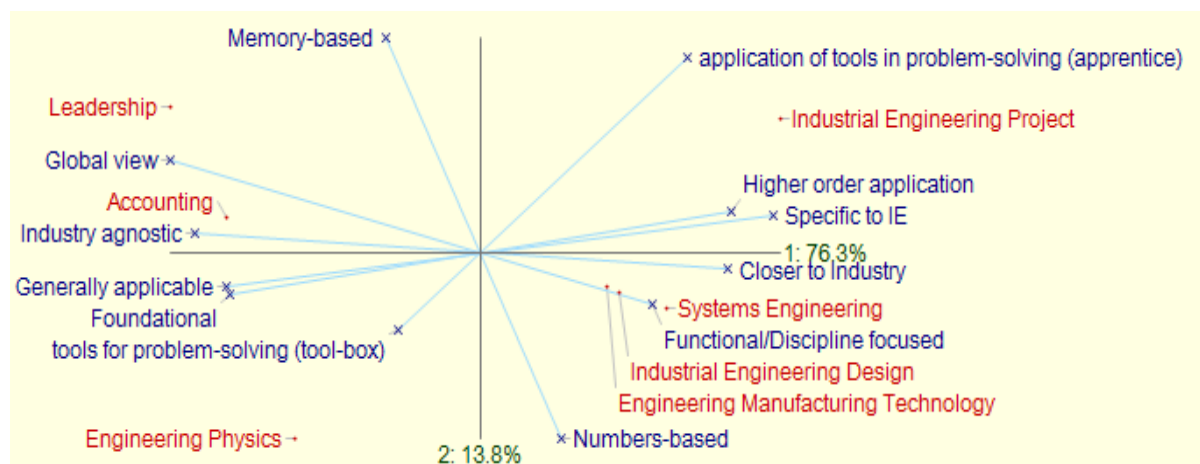 Memory-based
application of tools in problem-solving (apprentice)
Leadership
Industrial Engineering Project
Global view
Higher order application
Accounting
Specific to IE
Industry agnostic
1: 76.3%
Closer to Industry
Generally applicable
Systems Engineering
Foundational
Functional/Discipline focused
tools for problem-solving (tool-box)
Industrial Engineering Design
Engineering Manufacturing Technology
Engineering Physics
Numbers-based
2: 13.8%